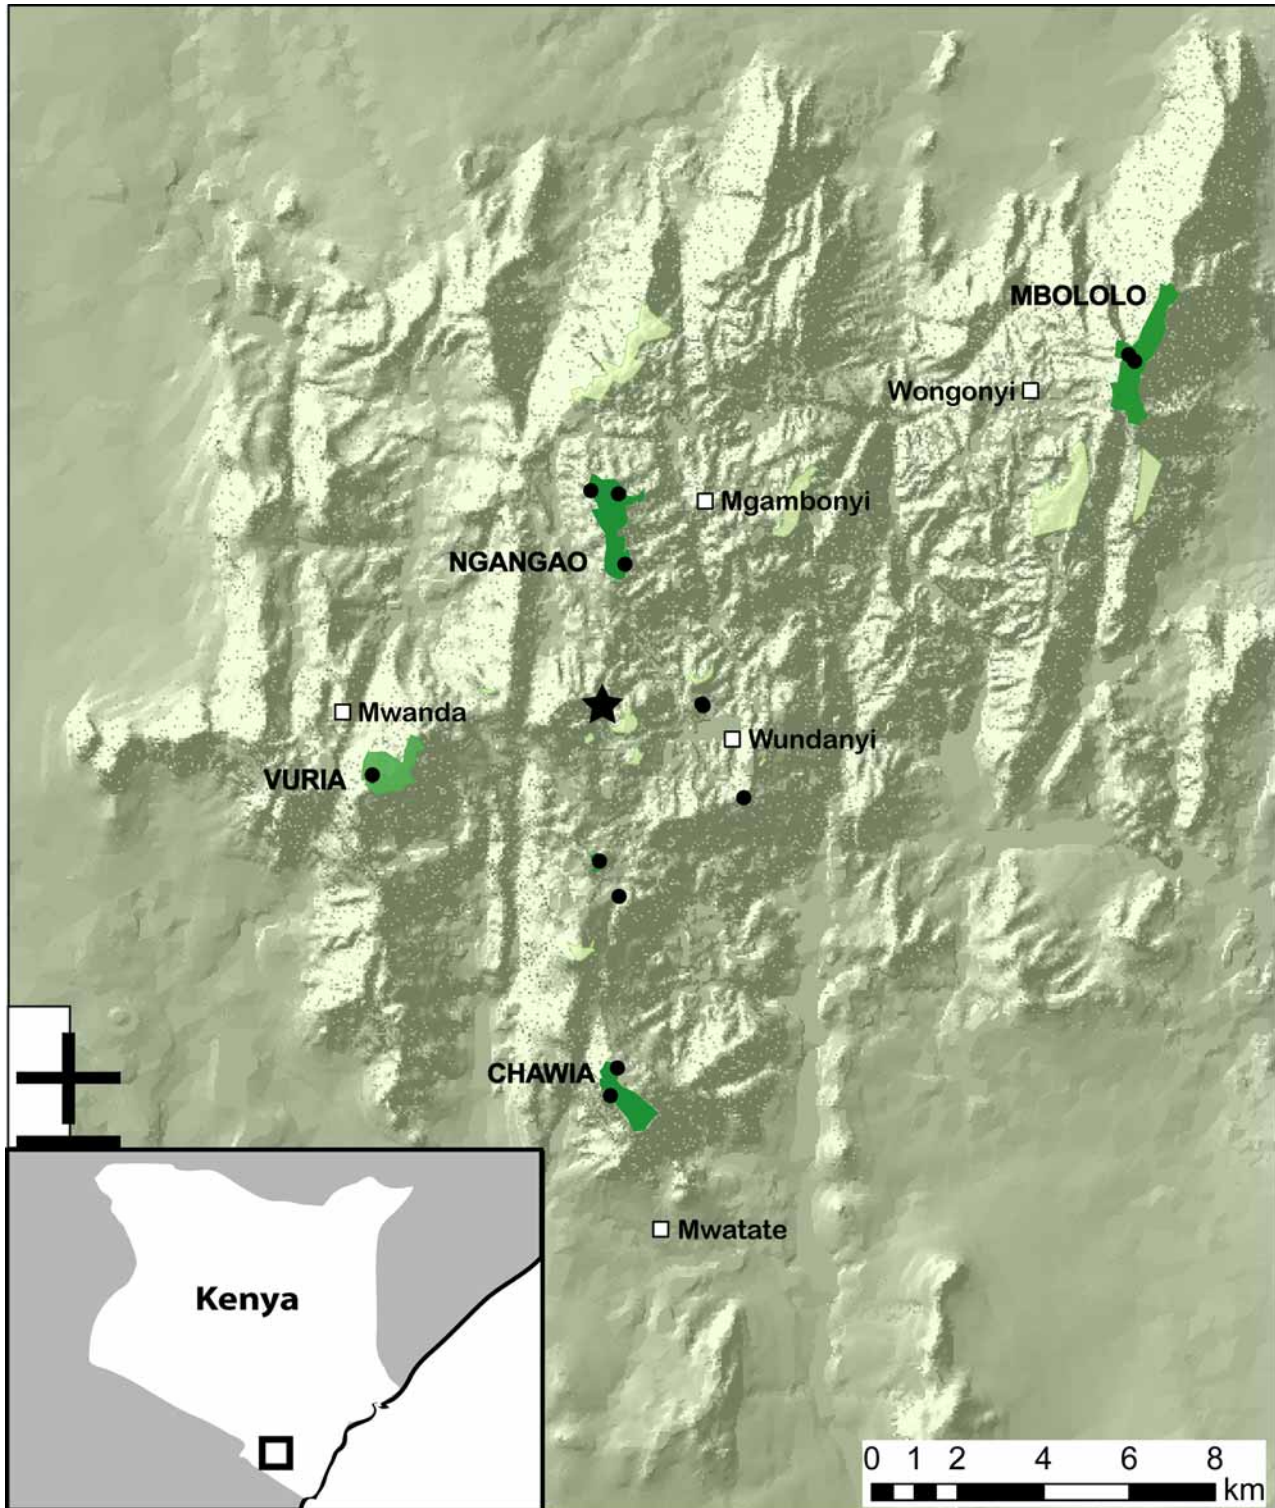 MBOLOLO
Wongonyi
Mgambonyi
NGANGAO
Mwanda
Wundanyi
VURIA
CHAWIA
Mwatate
Kenya
0 1 2 4 6 8
km